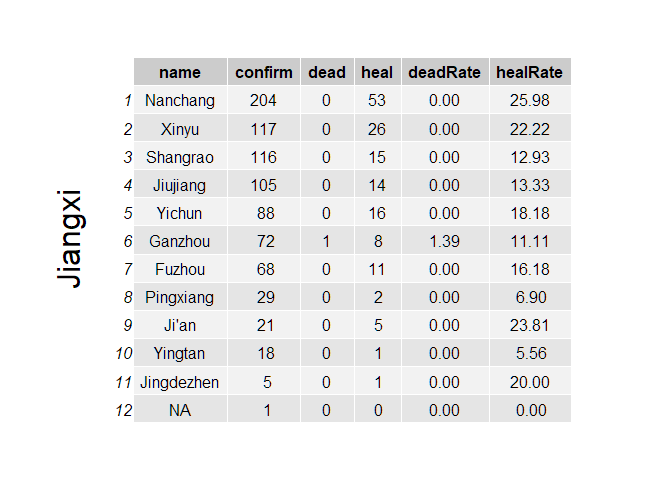 Jiangxi
name confirm dead heal deadRate healRate
1 Nanchang 204 0 53 0.00 25.98
2 Xinyu 117 0 26 0.00 22.22
3 Shangrao 116 0 15 0.00 12.93
4 Jiujiang 105 0 14 0.00 13.33
5 Yichun 88 0 16 0.00 18.18
6 Ganzhou 72 1 8 1.39 11.11
7 Fuzhou 68 0 11 0.00 16.18
8 Pingxiang 29 0 2 0.00 6.90
9 Ji'an 21 0 5 0.00 23.81
10 Yingtan 18 0 1 0.00 5.56
11 Jingdezhen 5 0 1 0.00 20.00
12 NA 1 0 0 0.00 0.00